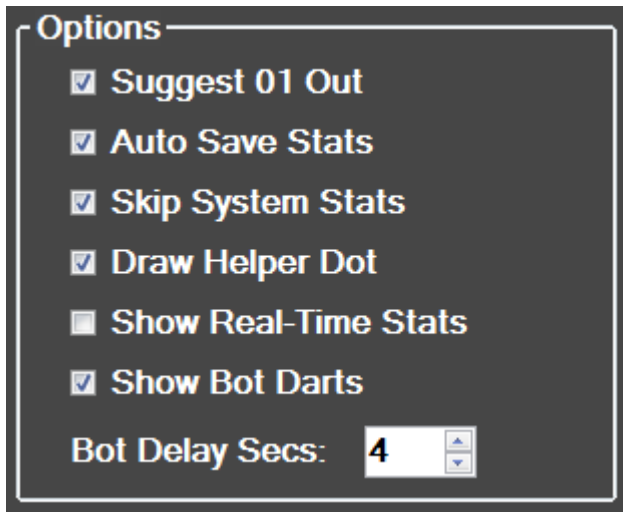 Options
Suggest 01 Out
Auto Save Stats
Skip System Stats
Draw Helper Dot
Show Real-Time Stats
Show Bot Darts
Bot Delay Secs: 4